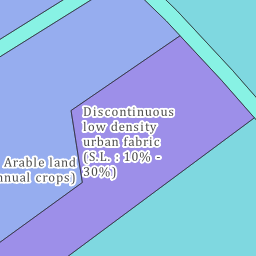 Discontinuous
low density
urban fabric
(S.L. : 10% -
30%)
Arable land
nnual crops)